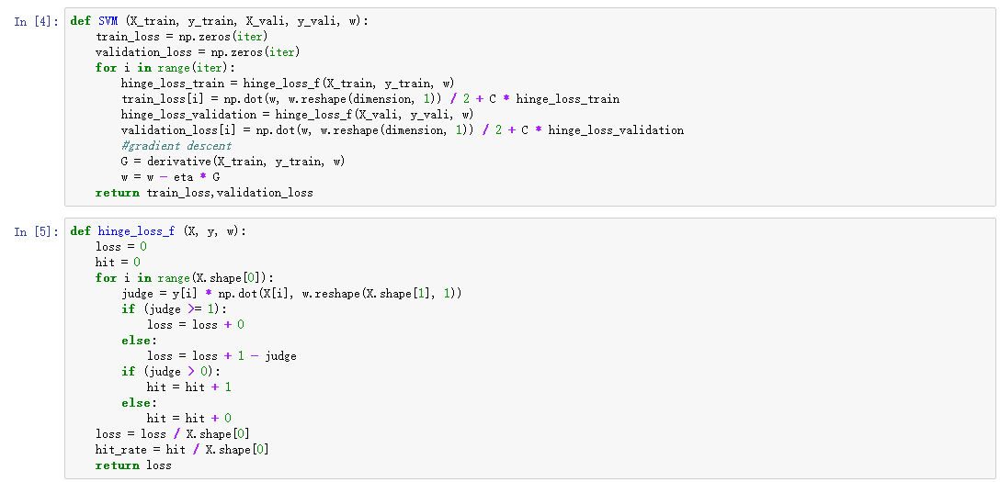 In [4]: def SVM (X_train, y_train, X_vali, y_vali, w):
    train_loss = np.zeros(iter)
    validation_loss = np.zeros(iter)
    for i in range(iter):
        hinge_loss_train = hinge_loss_f(X_train, y_train, w)
        train_loss[i] = np.dot(w, w.reshape(dimension, 1)) / 2 + C * hinge_loss_train
        hinge_loss_validation = hinge_loss_f(X_vali, y_vali, w)
        validation_loss[i] = np.dot(w, w.reshape(dimension, 1)) / 2 + C * hinge_loss_validation
        #gradient descent
        G = derivative(X_train, y_train, w)
        w = w - eta * G
    return train_loss,validation_loss
In [5]: def hinge_loss_f (X, y, w):
    loss = 0
    hit = 0
    for i in range(X.shape[0]):
        judge = y[i] * np.dot(X[i], w.reshape(X.shape[1], 1))
        if (judge >= 1):
            loss = loss + 0
        else:
            loss = loss + 1 - judge
        if (judge > 0):
            hit = hit + 1
        else:
            hit = hit + 0
    loss = loss / X.shape[0]
    hit_rate = hit / X.shape[0]
    return loss